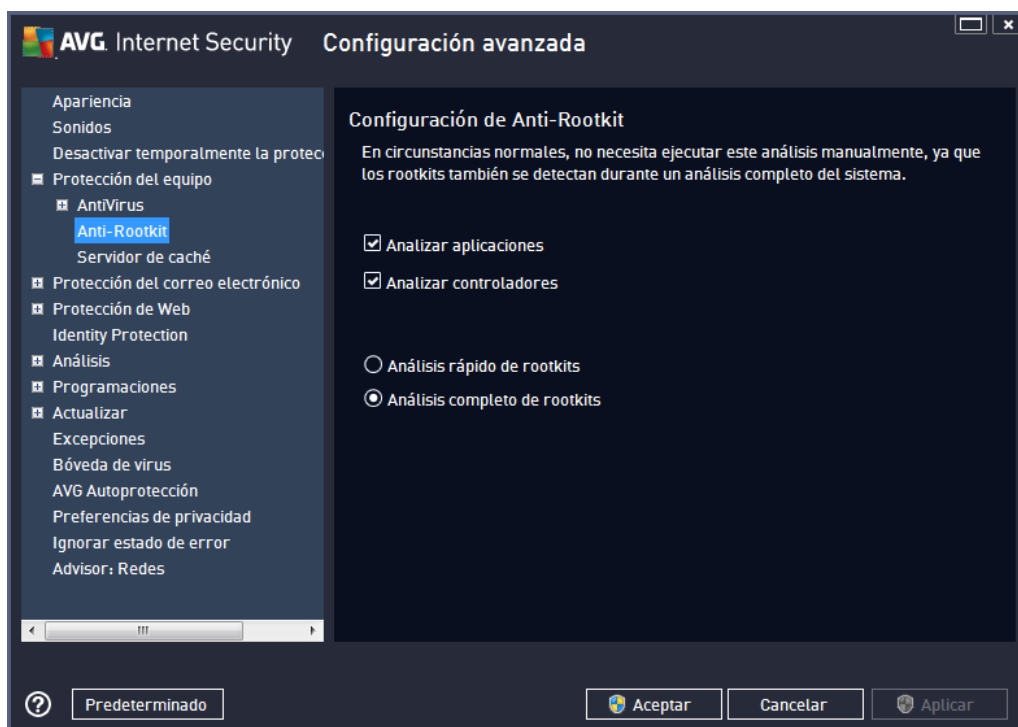 AVG. Internet Security Configuración avanzada
Apariencia
Sonidos
Desactivar temporalmente la protec
Protección del equipo
AntiVirus
Anti-Rootkit
Servidor de caché
Protección del correo electrónico
Protección de Web
Identity Protection
Análisis
Programaciones
Actualizar
Excepciones
Bóveda de virus
AVG Autoprotección
Preferencias de privacidad
Ignorar estado de error
Advisor: Redes
Configuración de Anti-Rootkit
En circunstancias normales, no necesita ejecutar este análisis manualmente, ya que
los rootkits también se detectan durante un análisis completo del sistema.
Analizar aplicaciones
Analizar controladores
Análisis rápido de rootkits
Análisis completo de rootkits
Predeterminado
Aceptar
Cancelar
Aplicar